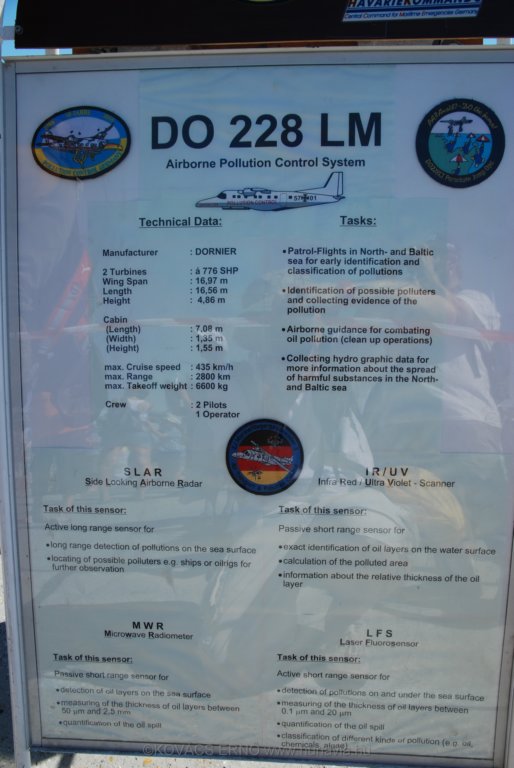 HAVARIEKOMMANDO
Central Command for Maritime Emergencies Germany
DO 228 LM
Airborne Pollution Control System
POLLUTION CONTROL
57+01
Technical Data:
Manufacturer : DORNIER
2 Turbines : á 776 SHP
Wing Span : 16,97 m
Length : 16,56 m
Height : 4,86 m
Cabin
(Length) : 7,08 m
(Width) : 1,35 m
(Height) : 1,55 m
max. Cruise speed : 435 km/h
max. Range : 2800 km
max. Takeoff weight : 6600 kg
Crew : 2 Pilots
1 Operator
Tasks:
•Patrol-Flights in North- and Baltic
sea for early identification and
classification of pollutions
•Identification of possible polluters
and collecting evidence of the
pollution
•Airborne guidance for combating
oil pollution (clean up operations)
•Collecting hydro graphic data for
more information about the spread
of harmful substances in the North-
and Baltic sea
SLAR
Side Looking Airborne Radar
Task of this sensor:
Active long range sensor for
•long range detection of pollutions on the sea surface
•locating of possible polluters e.g. ships or oilrigs for
further observation
IR/UV
Infra Red / Ultra Violet - Scanner
Task of this sensor:
Passive short range sensor for
•exact identification of oil layers on the water surface
•calculation of the polluted area
•information about the relative thickness of the oil
layer
MWR
Microwave Radiometer
Task of this sensor:
Passive short range sensor for
•detection of oil layers on the sea surface
•measuring of the thickness of oil layers between
50 µm and 2,5 mm
•quantification of the oil spill
LFS
Laser Fluorosensor
Task of this sensor:
Active short range sensor for
•detection of pollutions on and under the sea surface
•measuring of the thickness of oil layers between
0.1 µm and 20 µm
•quantification of the oil spill
•classification of different kinds of pollution (e.g. oil,
chemicals, algae)
©KOVÁCS ERNŐ www.hunavia.hu